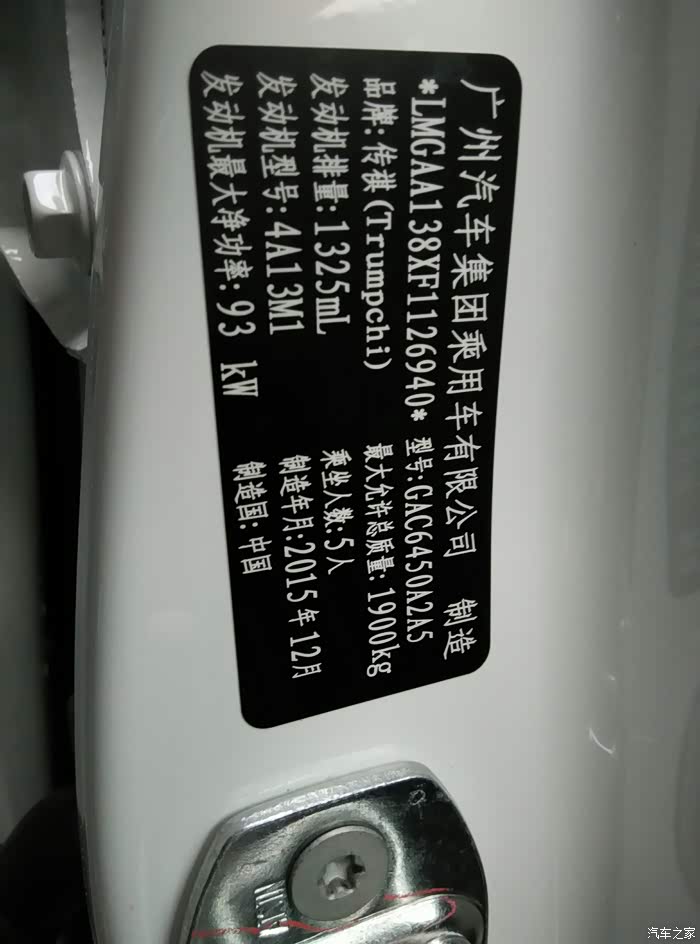 广州汽车集团乘用车有限公司 制造
*LMGAA138XF1126940* 型号:GAC6450A2A5
品牌:传祺(Trumpchi) 最大允许总质量:1900kg
发动机排量:1325mL 乘坐人数:5人
发动机型号:4A13M1 制造年月:2015年12月
发动机最大净功率:93 kW 制造国:中国
汽车之家